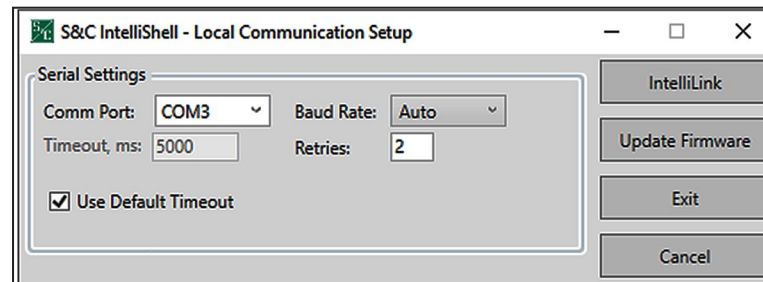 S&C IntelliShell - Local Communication Setup
Serial Settings
Comm Port: COM3 Baud Rate: Auto
Timeout, ms: 5000 Retries: 2
Use Default Timeout
IntelliLink
Update Firmware
Exit
Cancel